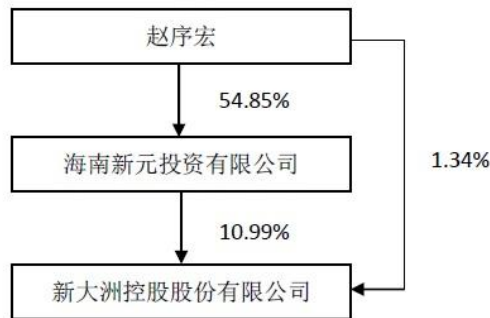 赵序宏
54.85%
海南新元投资有限公司
1.34%
10.99%
新大洲控股股份有限公司